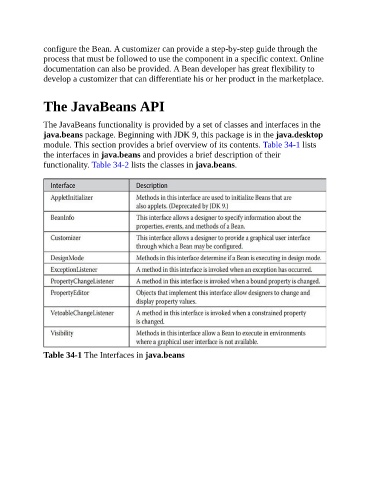 configure the Bean. A customizer can provide a step-by-step guide through the
process that must be followed to use the component in a specific context. Online
documentation can also be provided. A Bean developer has great flexibility to
develop a customizer that can differentiate his or her product in the marketplace.
The JavaBeans API
The JavaBeans functionality is provided by a set of classes and interfaces in the
java.beans package. Beginning with JDK 9, this package is in the java.desktop
module. This section provides a brief overview of its contents. Table 34-1 lists
the interfaces in java.beans and provides a brief description of their
functionality. Table 34-2 lists the classes in java.beans.
Interface Description
AppletInitializer Methods in this interface are used to initialize Beans that are
also applets. (Deprecated by JDK 9.)
BeanInfo This interface allows a designer to specify information about the
properties, events, and methods of a Bean.
Customizer This interface allows a designer to provide a graphical user interface
through which a Bean may be configured.
DesignMode Methods in this interface determine if a Bean is executing in design mode.
ExceptionListener A method in this interface is invoked when an exception has occurred.
PropertyChangeListener A method in this interface is invoked when a bound property is changed.
PropertyEditor Objects that implement this interface allow designers to change and
display property values.
VetoableChangeListener A method in this interface is invoked when a constrained property
is changed.
Visibility Methods in this interface allow a Bean to execute in environments
where a graphical user interface is not available.
Table 34-1 The Interfaces in java.beans